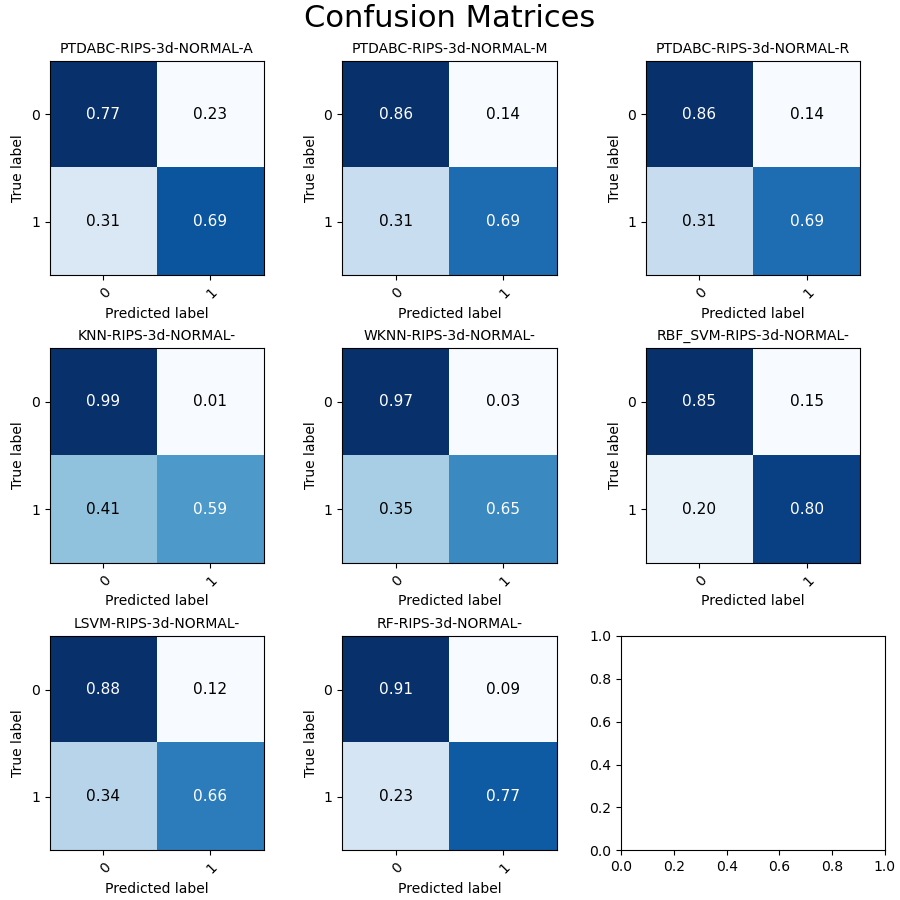 Confusion Matrices
PTDABC-RIPS-3d-NORMAL-A
0
0.77
0.23
1
0.31
0.69
True label
0
1
Predicted label
PTDABC-RIPS-3d-NORMAL-M
0
0.86
0.14
1
0.31
0.69
True label
0
1
Predicted label
PTDABC-RIPS-3d-NORMAL-R
0
0.86
0.14
1
0.31
0.69
True label
0
1
Predicted label
KNN-RIPS-3d-NORMAL-
0
0.99
0.01
1
0.41
0.59
True label
0
1
Predicted label
WKNN-RIPS-3d-NORMAL-
0
0.97
0.03
1
0.35
0.65
True label
0
1
Predicted label
RBF_SVM-RIPS-3d-NORMAL-
0
0.85
0.15
1
0.20
0.80
True label
0
1
Predicted label
LSVM-RIPS-3d-NORMAL-
0
0.88
0.12
1
0.34
0.66
True label
0
1
Predicted label
RF-RIPS-3d-NORMAL-
0
0.91
0.09
1
0.23
0.77
True label
0
1
Predicted label
1.0
0.8
0.6
0.4
0.2
0.0
0.0 0.2 0.4 0.6 0.8 1.0